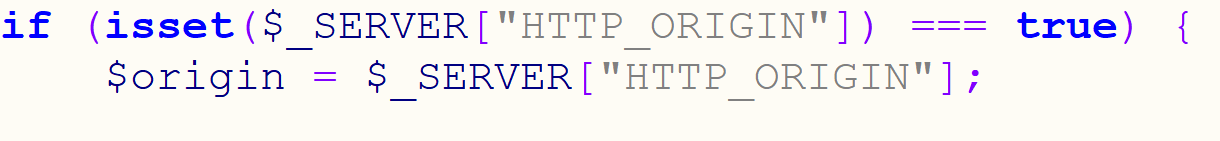 if (isset($_SERVER["HTTP_ORIGIN"]) === true) {
$origin = $_SERVER["HTTP_ORIGIN"];